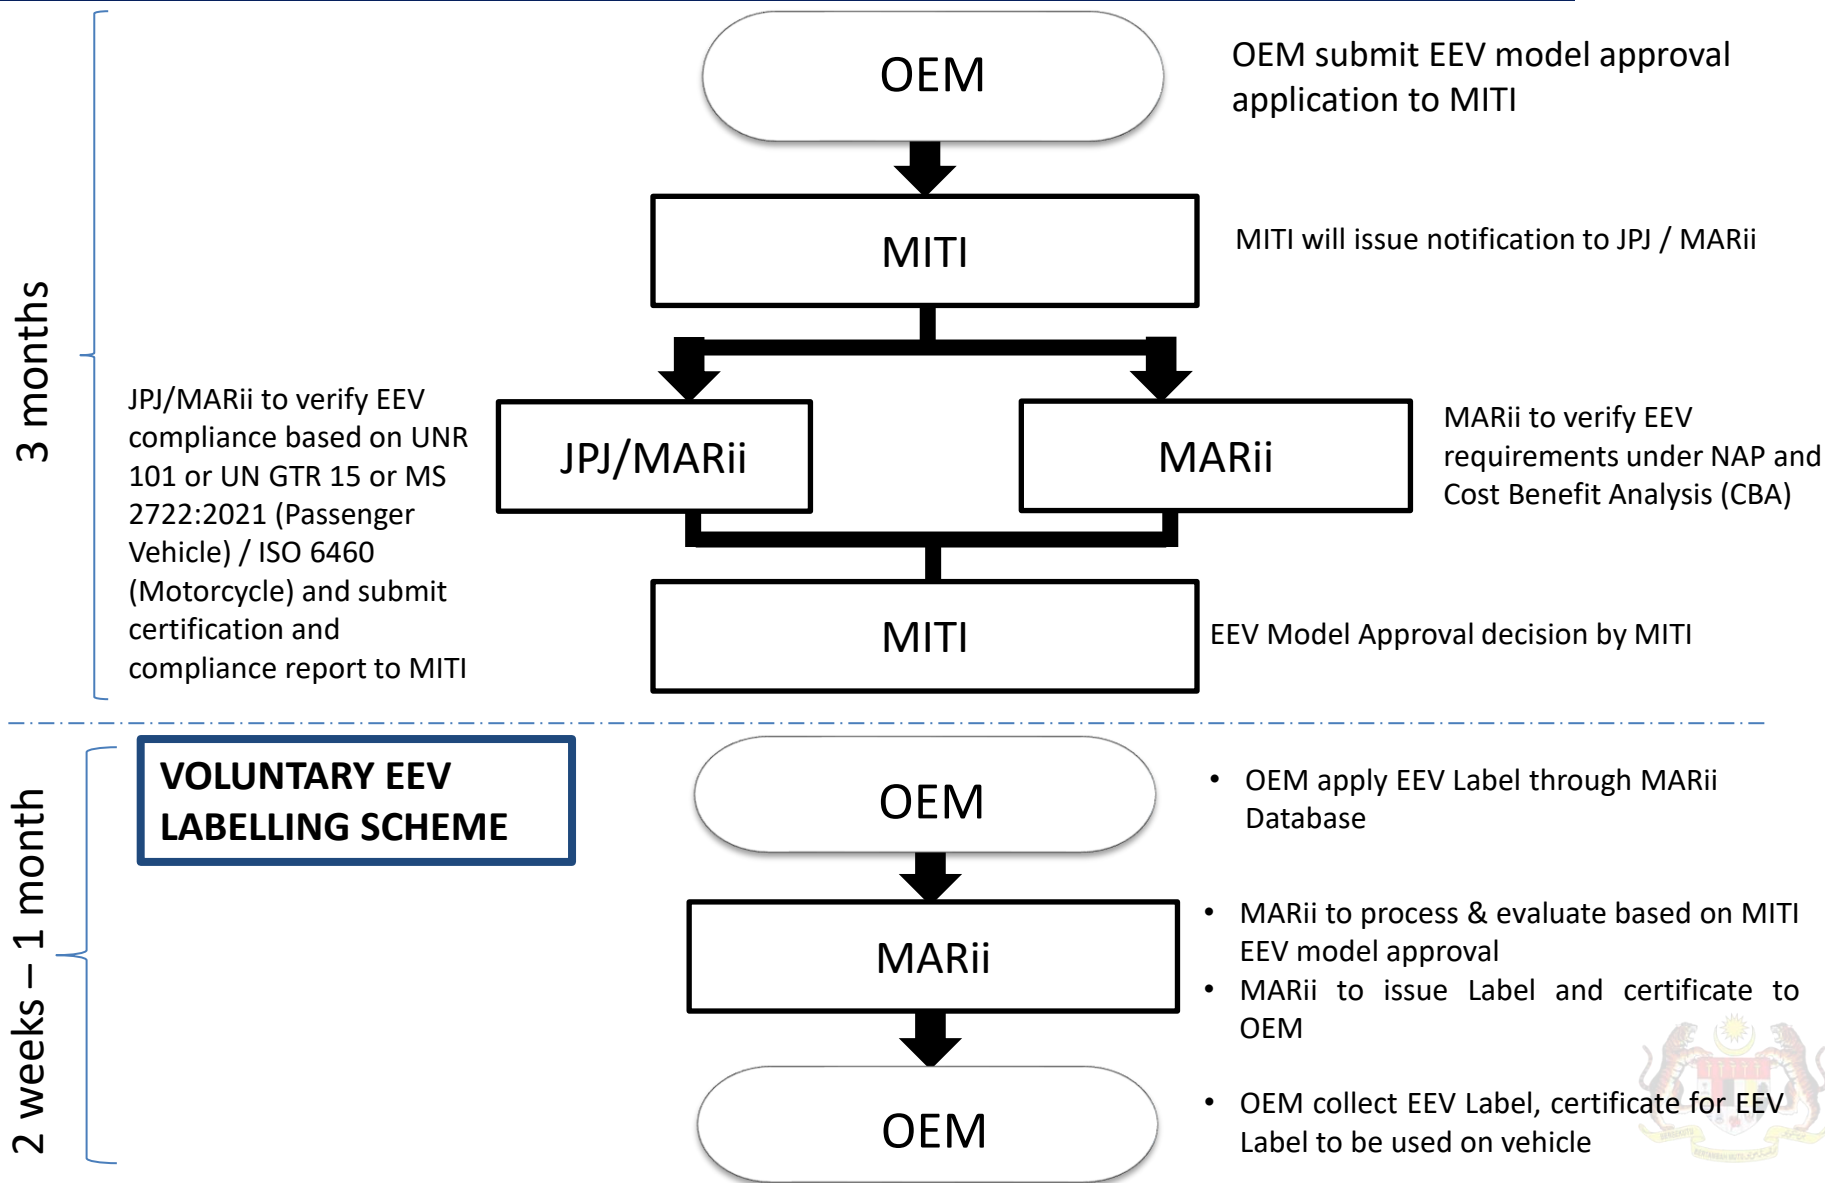 OEM
OEM submit EEV model approval
application to MITI
3 months
MITI
MITI will issue notification to JPJ / MARii
JPJ/MARii to verify EEV
compliance based on UNR
101 or UN GTR 15 or MS
2722:2021 (Passenger
Vehicle) / ISO 6460
(Motorcycle) and submit
certification and
compliance report to MITI
JPJ/MARii
MARii
MARii to verify EEV
requirements under NAP and
Cost Benefit Analysis (CBA)
MITI
EEV Model Approval decision by MITI
2 weeks – 1 month
VOLUNTARY EEV
LABELLING SCHEME
OEM
• OEM apply EEV Label through MARii
Database
MARii
• MARii to process & evaluate based on MITI
EEV model approval
• MARii to issue Label and certificate to
OEM
OEM
• OEM collect EEV Label, certificate for EEV
Label to be used on vehicle